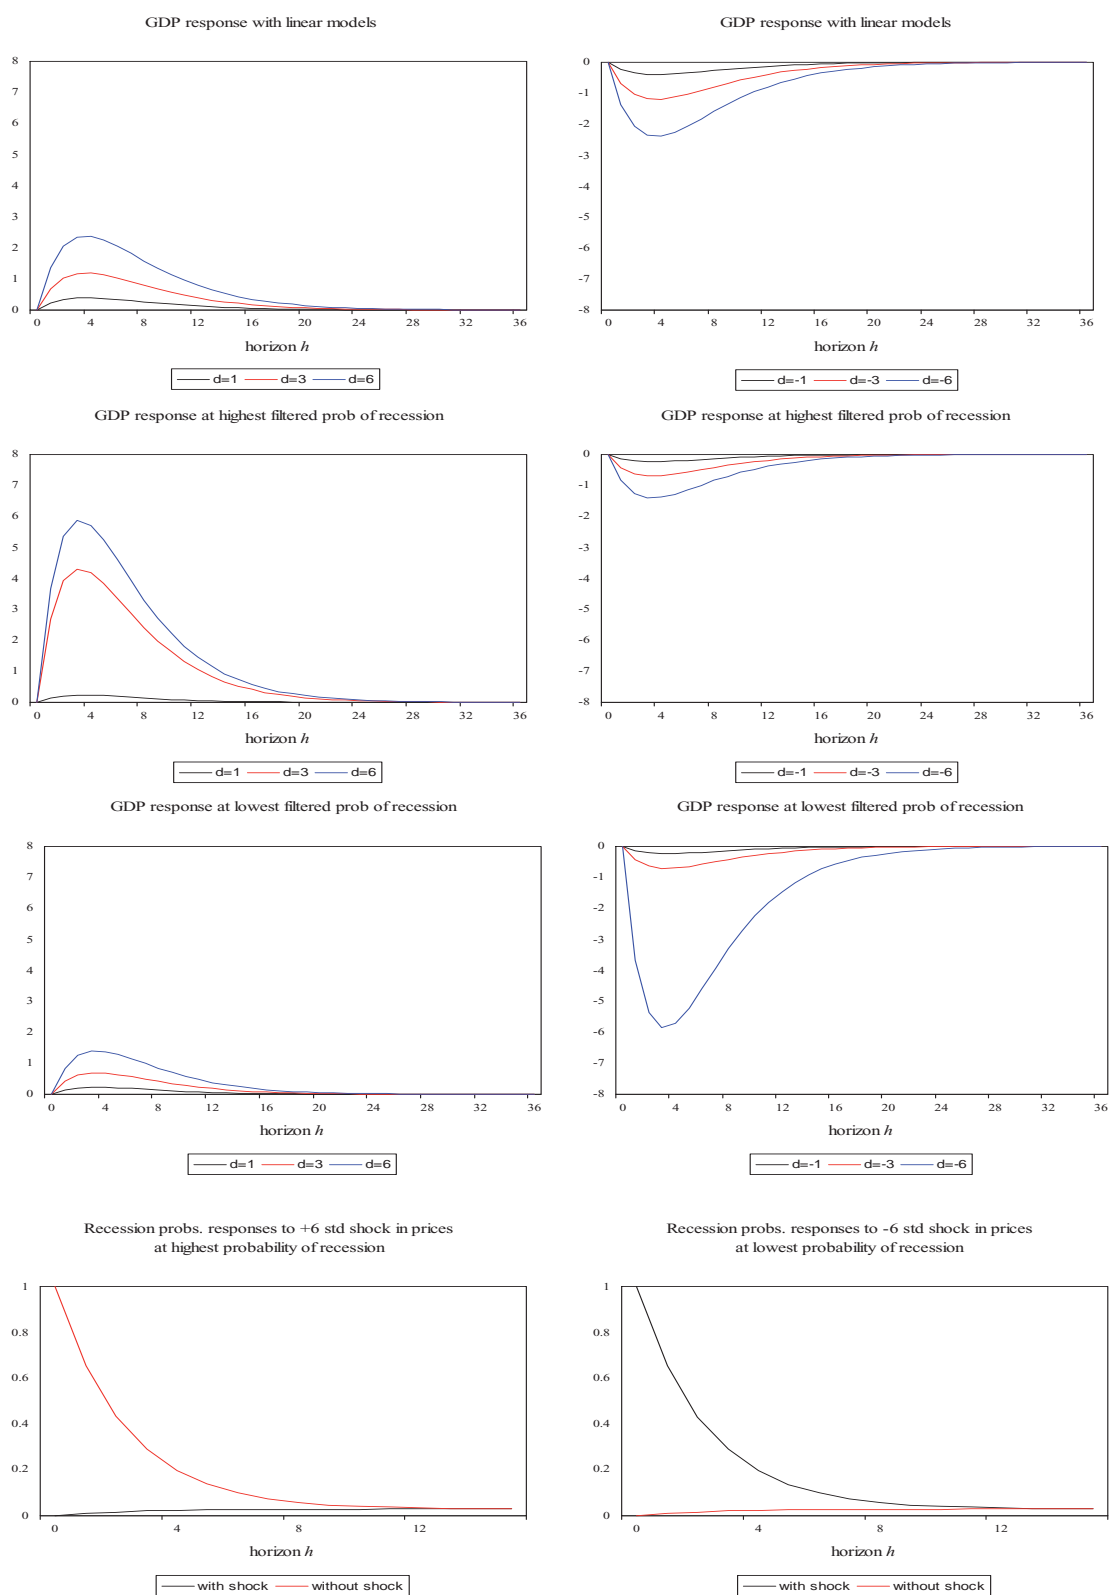 GDP response with linear models
8
7
6
5
4
3
2
1
0
0 4 8 12 16 20 24 28 32 36
horizon h
d=1 d=3 d=6
GDP response with linear models
0
-1
-2
-3
-4
-5
-6
-7
-8
0 4 8 12 16 20 24 28 32 36
horizon h
d=-1 d=-3 d=-6
GDP response at highest filtered prob of recession
8
7
6
5
4
3
2
1
0
0 4 8 12 16 20 24 28 32 36
horizon h
d=1 d=3 d=6
GDP response at highest filtered prob of recession
0
-1
-2
-3
-4
-5
-6
-7
-8
0 4 8 12 16 20 24 28 32 36
horizon h
d=-1 d=-3 d=-6
GDP response at lowest filtered prob of recession
8
7
6
5
4
3
2
1
0
0 4 8 12 16 20 24 28 32 36
horizon h
d=1 d=3 d=6
GDP response at lowest filtered prob of recession
0
-1
-2
-3
-4
-5
-6
-7
-8
0 4 8 12 16 20 24 28 32 36
horizon h
d=-1 d=-3 d=-6
Recession probs. responses to +6 std shock in prices
at highest probability of recession
1
0.8
0.6
0.4
0.2
0
0 4 8 12
horizon h
with shock without shock
Recession probs. responses to -6 std shock in prices
at lowest probability of recession
1
0.8
0.6
0.4
0.2
0
0 4 8 12
horizon h
with shock without shock